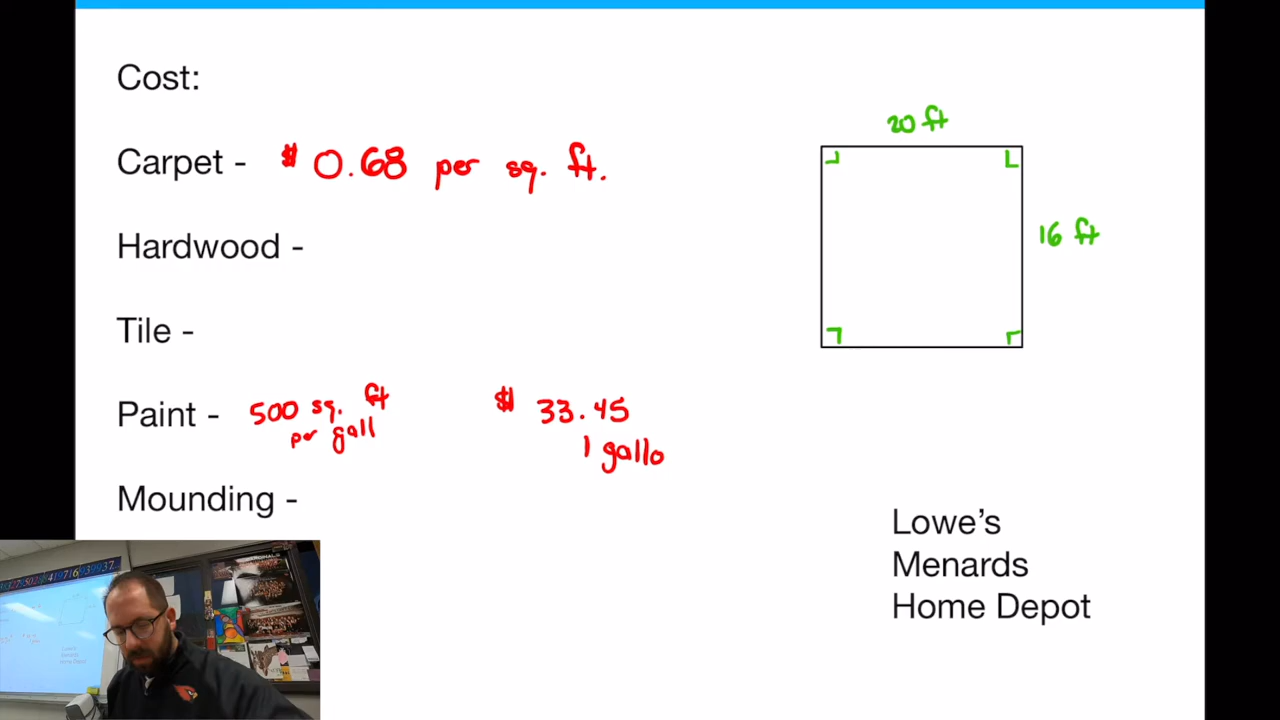 Cost:
20 ft
Carpet - $ 0.68 per sq. ft.
16 ft
Hardwood -
Tile -
Paint - 500 sq. ft $ 33.45
per gall 1 gallo
Mounding -
Lowe's
Menards
Home Depot